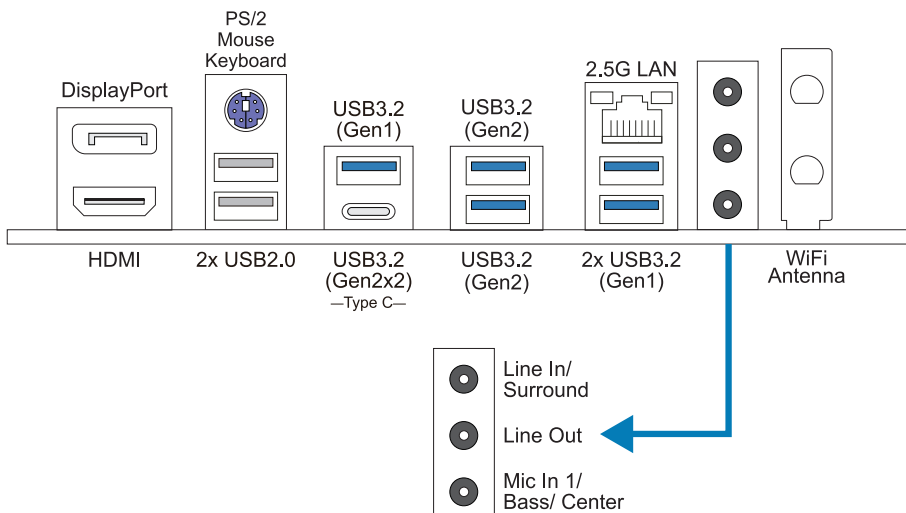 PS/2
Mouse
Keyboard
DisplayPort
USB3.2
(Gen1)
USB3.2
(Gen2)
2.5G LAN
HDMI
2x USB2.0
USB3.2
(Gen2x2)
—Type C—
USB3.2
(Gen2)
2x USB3.2
(Gen1)
WiFi
Antenna
Line In/
Surround
Line Out
Mic In 1/
Bass/ Center